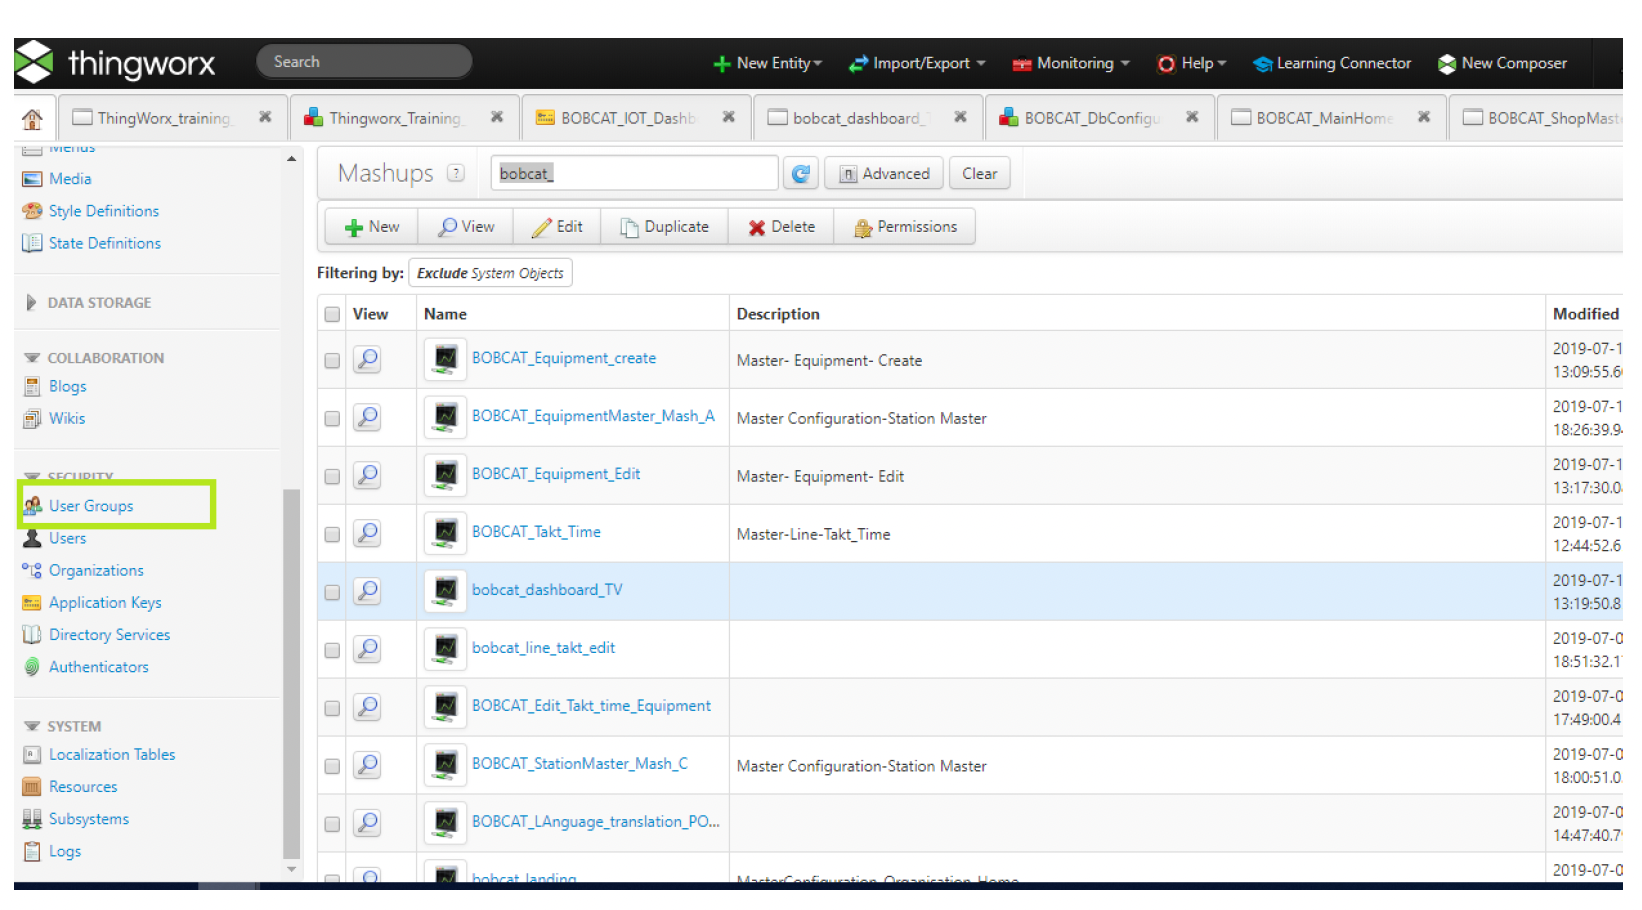 thingworx
Search
New Entity
Import/Export
Monitoring
Help
Learning Connector
New Composer
ThingWorx_training_
Thingworx_Training_
BOBCAT_IOT_Dashb
bobcat_dashboard_T
BOBCAT_DbConfigu
BOBCAT_MainHome
BOBCAT_ShopMast
Menus
Media
Style Definitions
State Definitions
DATA STORAGE
COLLABORATION
Blogs
Wikis
SECURITY
User Groups
Users
Organizations
Application Keys
Directory Services
Authenticators
SYSTEM
Localization Tables
Resources
Subsystems
Logs
Mashups ? bobcat_ Advanced Clear
New View Edit Duplicate Delete Permissions
Filtering by: Exclude System Objects
View Name Description Modified
BOBCAT_Equipment_create Master- Equipment- Create 2019-07-1
13:09:55.6
BOBCAT_EquipmentMaster_Mash_A Master Configuration-Station Master 2019-07-1
18:26:39.9
BOBCAT_Equipment_Edit Master- Equipment- Edit 2019-07-1
13:17:30.0
BOBCAT_Takt_Time Master-Line-Takt_Time 2019-07-1
12:44:52.6
bobcat_dashboard_TV 2019-07-1
13:19:50.8
bobcat_line_takt_edit 2019-07-0
18:51:32.1
BOBCAT_Edit_Takt_time_Equipment 2019-07-0
17:49:00.4
BOBCAT_StationMaster_Mash_C Master Configuration-Station Master 2019-07-0
18:00:51.0
BOBCAT_LAnguage_translation_PO... 2019-07-0
14:47:40.7
bobcat_landing MasterConfiguration_Organisation_Home 2019-07-0